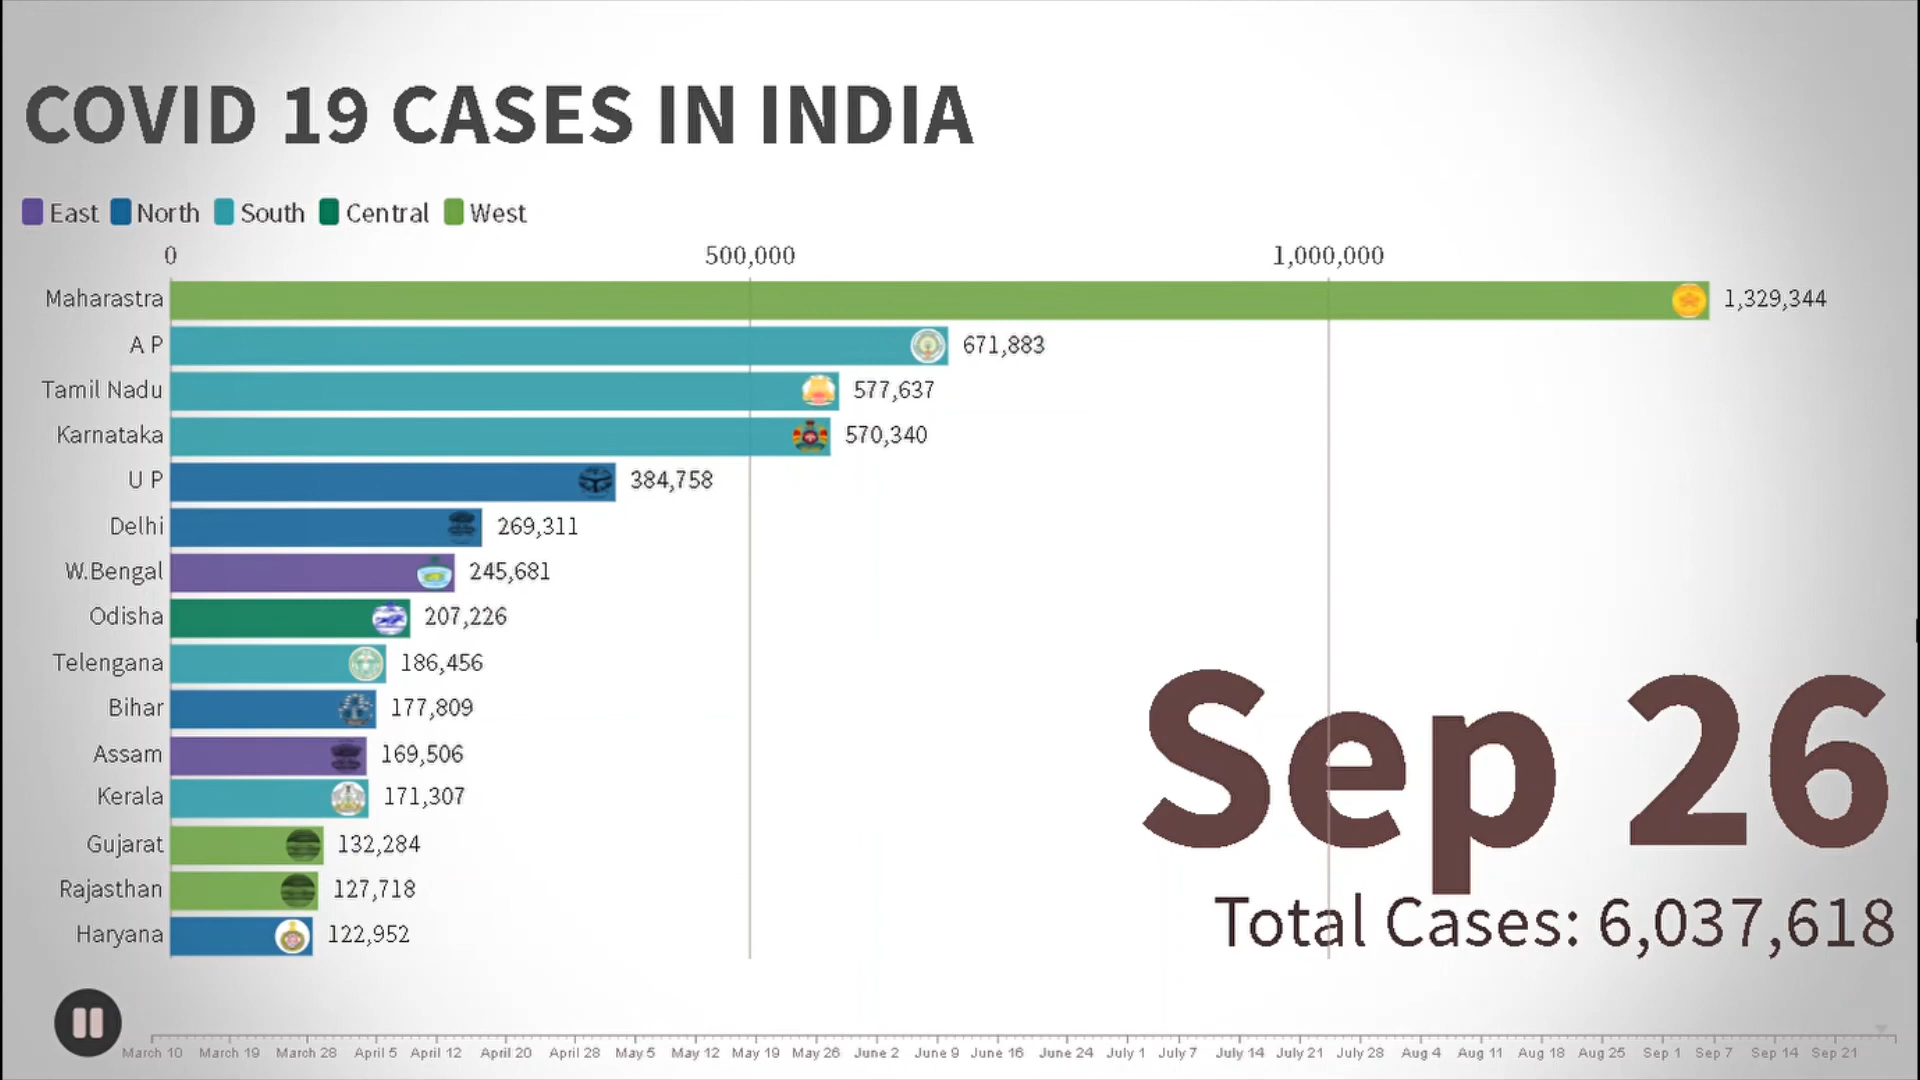 COVID 19 CASES IN INDIA
East North South Central West
0 500,000 1,000,000
Maharastra 1,329,344
A P 671,883
Tamil Nadu 577,637
Karnataka 570,340
U P 384,758
Delhi 269,311
W.Bengal 245,681
Odisha 207,226
Telengana 186,456
Bihar 177,809
Assam 169,506
Kerala 171,307
Gujarat 132,284
Rajasthan 127,718
Haryana 122,952
Sep 26
Total Cases: 6,037,618
March 10 March 19 March 28 April 5 April 12 April 20 April 28 May 5 May 12 May 19 May 26 June 2 June 9 June 16 June 24 July 1 July 7 July 14 July 21 July 28 Aug 4 Aug 11 Aug 18 Aug 25 Sep 1 Sep 7 Sep 14 Sep 21